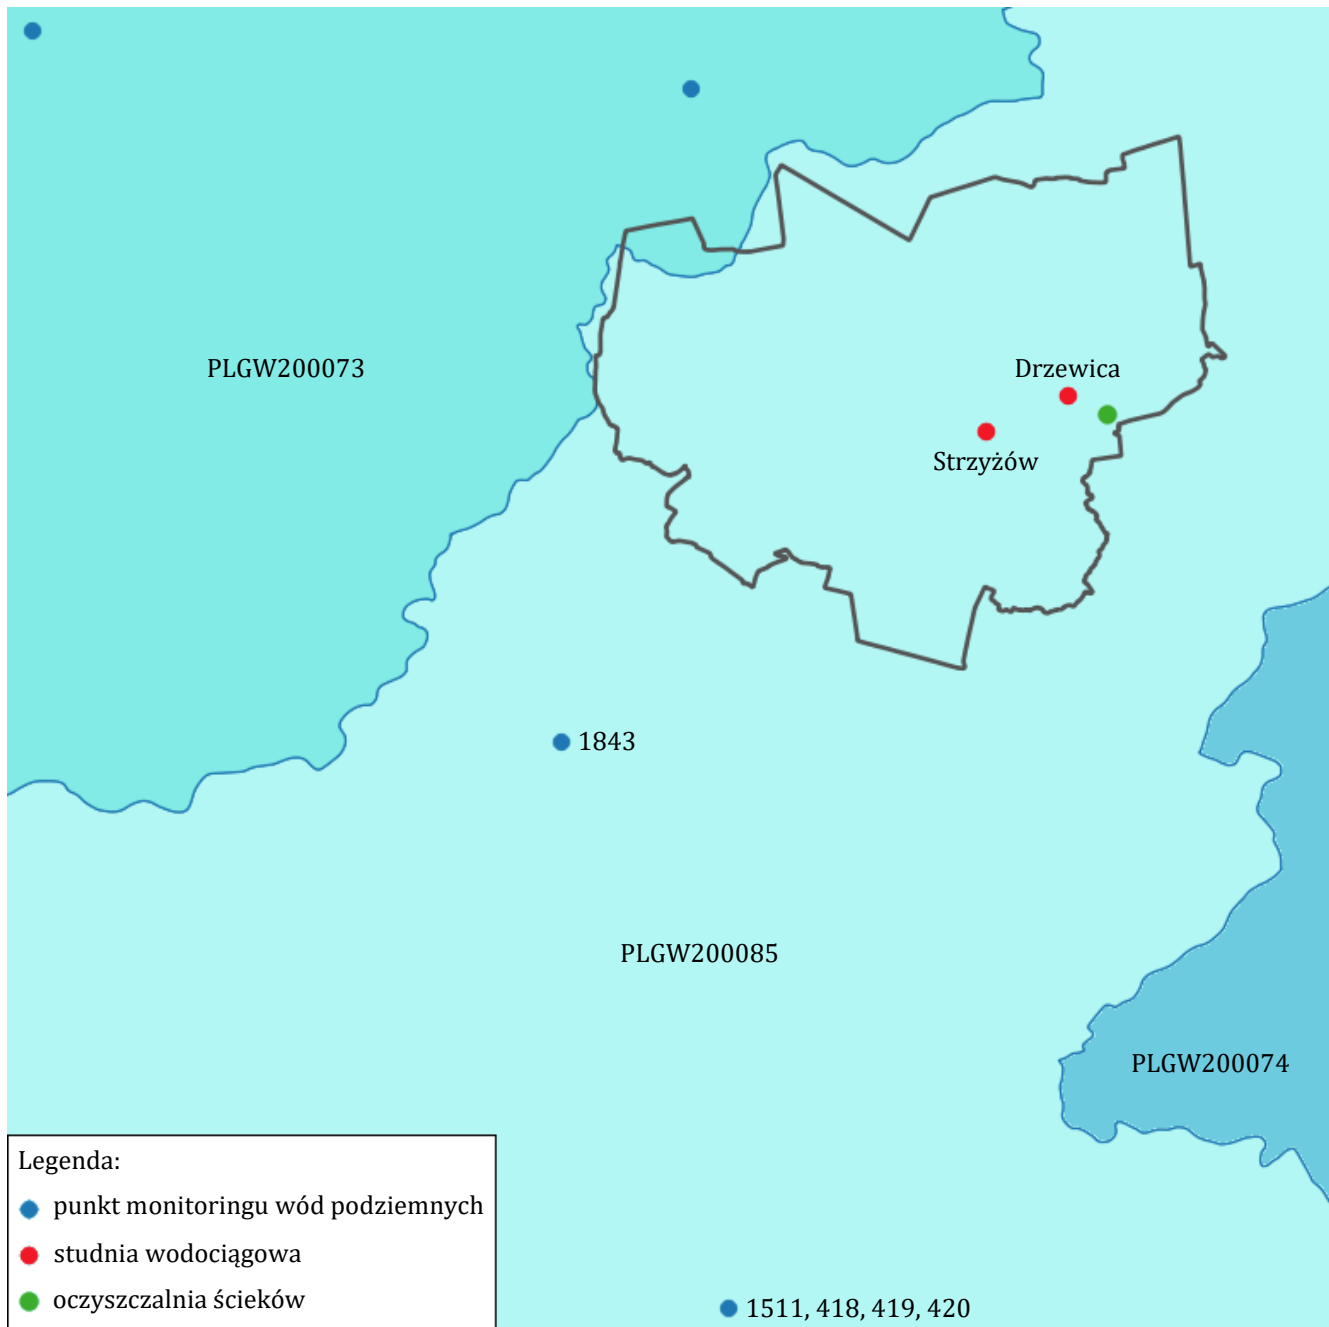 PLGW200073
Drzewica
Strzyżów
1843
PLGW200085
PLGW200074
Legenda:
punkt monitoringu wód podziemnych
studnia wodociągowa
oczyszczalnia ścieków
1511, 418, 419, 420